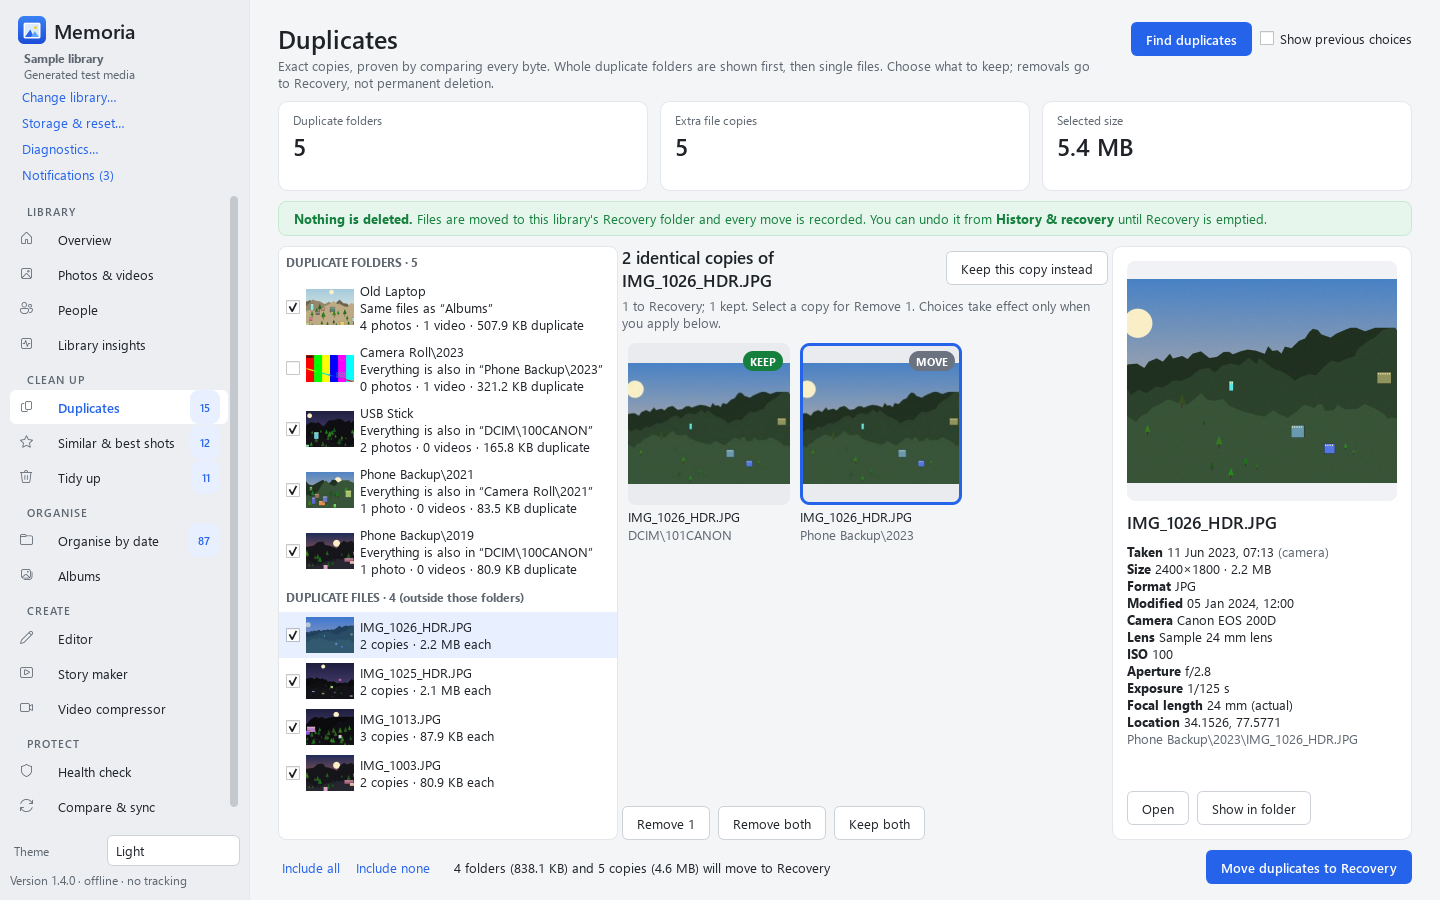 Memoria
Sample library
Generated test media
Change library...
Storage & reset...
Diagnostics...
Notifications (3)
LIBRARY
Overview
Photos & videos
People
Library insights
CLEAN UP
Duplicates 15
Similar & best shots 12
Tidy up 11
ORGANISE
Organise by date 87
Albums
CREATE
Editor
Story maker
Video compressor
PROTECT
Health check
Compare & sync
Theme Light
Version 1.4.0 · offline · no tracking
Duplicates
Exact copies, proven by comparing every byte. Whole duplicate folders are shown first, then single files. Choose what to keep; removals go
to Recovery, not permanent deletion.
Find duplicates
Show previous choices
Duplicate folders
5
Extra file copies
5
Selected size
5.4 MB
Nothing is deleted. Files are moved to this library's Recovery folder and every move is recorded. You can undo it from History & recovery until Recovery is emptied.
DUPLICATE FOLDERS · 5
Old Laptop
Same files as “Albums”
4 photos · 1 video · 507.9 KB duplicate
Camera Roll\2023
Everything is also in “Phone Backup\2023”
0 photos · 1 video · 321.2 KB duplicate
USB Stick
Everything is also in “DCIM\100CANON”
2 photos · 0 videos · 165.8 KB duplicate
Phone Backup\2021
Everything is also in “Camera Roll\2021”
1 photo · 0 videos · 83.5 KB duplicate
Phone Backup\2019
Everything is also in “DCIM\100CANON”
1 photo · 0 videos · 80.9 KB duplicate
DUPLICATE FILES · 4 (outside those folders)
IMG_1026_HDR.JPG
2 copies · 2.2 MB each
IMG_1025_HDR.JPG
2 copies · 2.1 MB each
IMG_1013.JPG
3 copies · 87.9 KB each
IMG_1003.JPG
2 copies · 80.9 KB each
2 identical copies of
IMG_1026_HDR.JPG
Keep this copy instead
1 to Recovery; 1 kept. Select a copy for Remove 1. Choices take effect only when
you apply below.
KEEP
MOVE
IMG_1026_HDR.JPG
DCIM\101CANON
IMG_1026_HDR.JPG
Phone Backup\2023
Remove 1
Remove both
Keep both
IMG_1026_HDR.JPG
Taken 11 Jun 2023, 07:13 (camera)
Size 2400×1800 · 2.2 MB
Format JPG
Modified 05 Jan 2024, 12:00
Camera Canon EOS 200D
Lens Sample 24 mm lens
ISO 100
Aperture f/2.8
Exposure 1/125 s
Focal length 24 mm (actual)
Location 34.1526, 77.5771
Phone Backup\2023\IMG_1026_HDR.JPG
Open
Show in folder
Include all
Include none
4 folders (838.1 KB) and 5 copies (4.6 MB) will move to Recovery
Move duplicates to Recovery